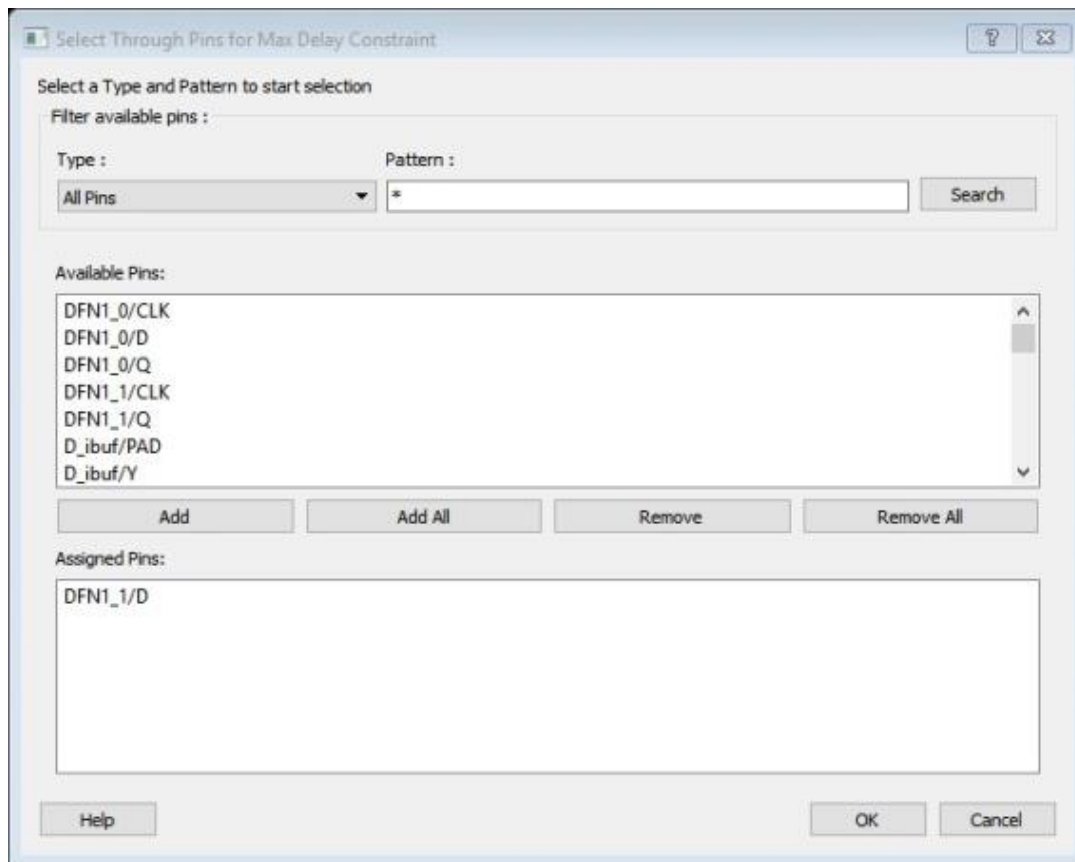 Select Through Pins for Max Delay Constraint
Select a Type and Pattern to start selection
Filter available pins :
Type : Pattern :
All Pins * Search
Available Pins:
DFN1_0/CLK
DFN1_0/D
DFN1_0/Q
DFN1_1/CLK
DFN1_1/Q
D_ibuf/PAD
D_ibuf/Y
Add Add All Remove Remove All
Assigned Pins:
DFN1_1/D
Help OK Cancel